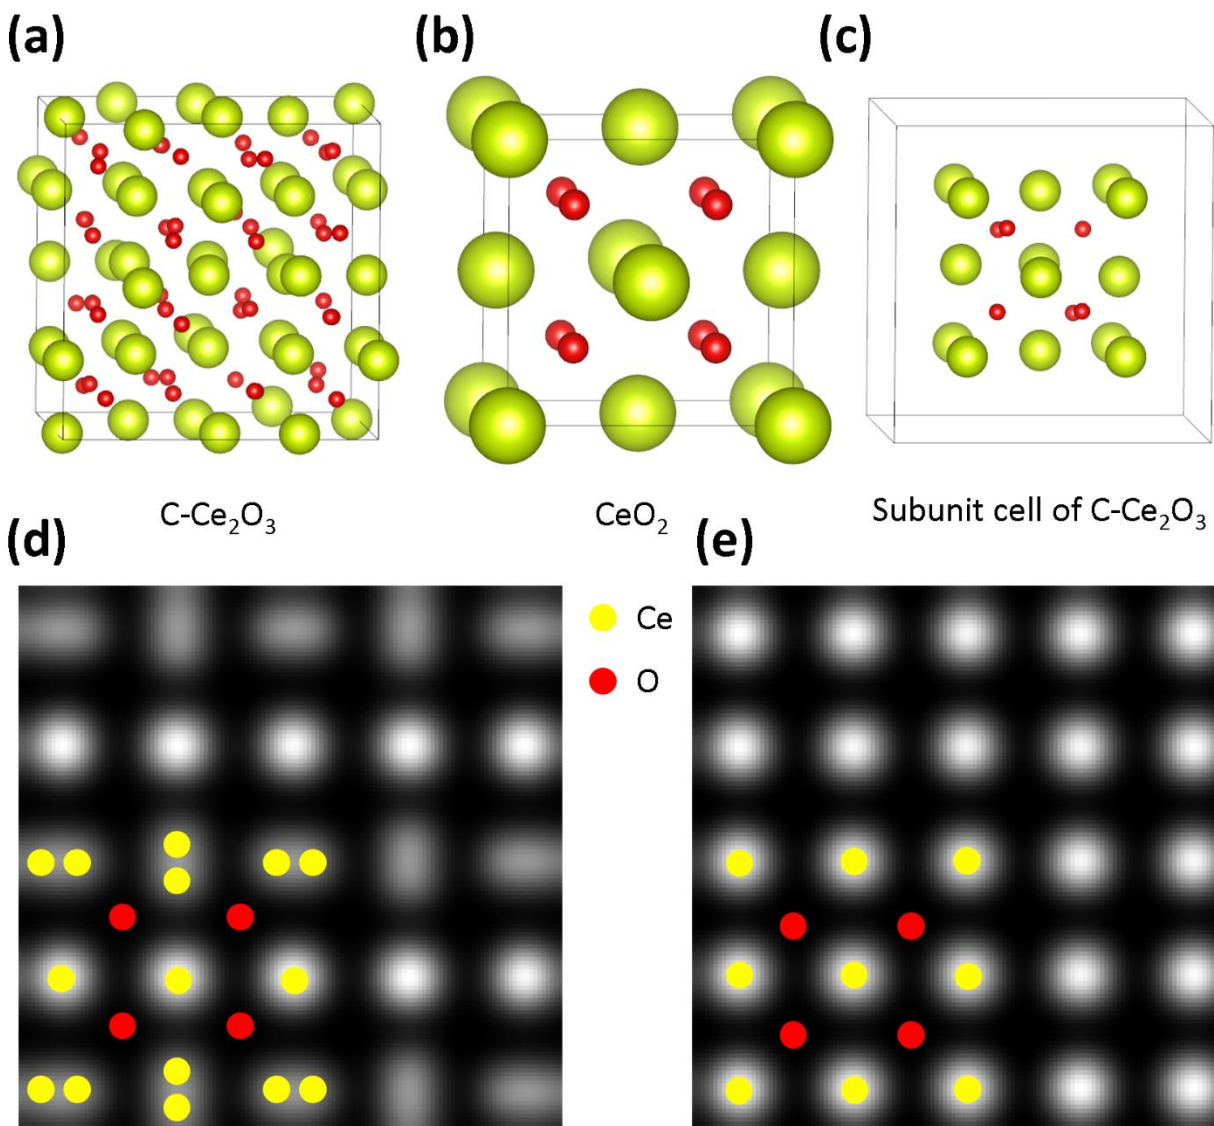 (a) (b) (c)
C-Ce₂O₃ CeO₂ Subunit cell of C-Ce₂O₃
(d) (e)
Ce
O